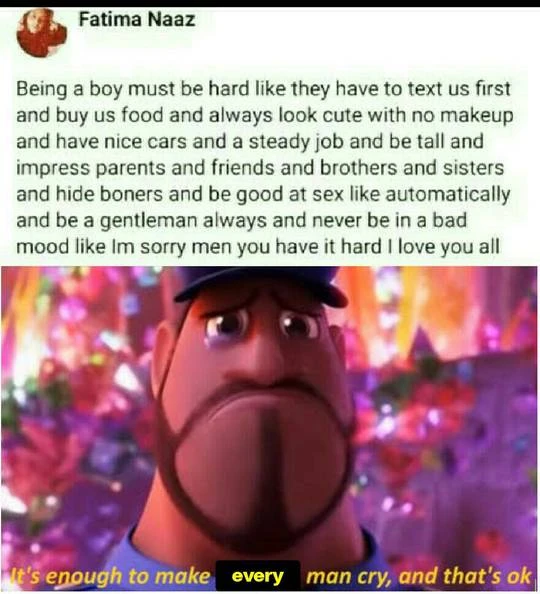 Fatima Naaz
Being a boy must be hard like they have to text us first
and buy us food and always look cute with no makeup
and have nice cars and a steady job and be tall and
impress parents and friends and brothers and sisters
and hide boners and be good at sex like automatically
and be a gentleman always and never be in a bad
mood like Im sorry men you have it hard I love you all
It's enough to make every man cry, and that's ok